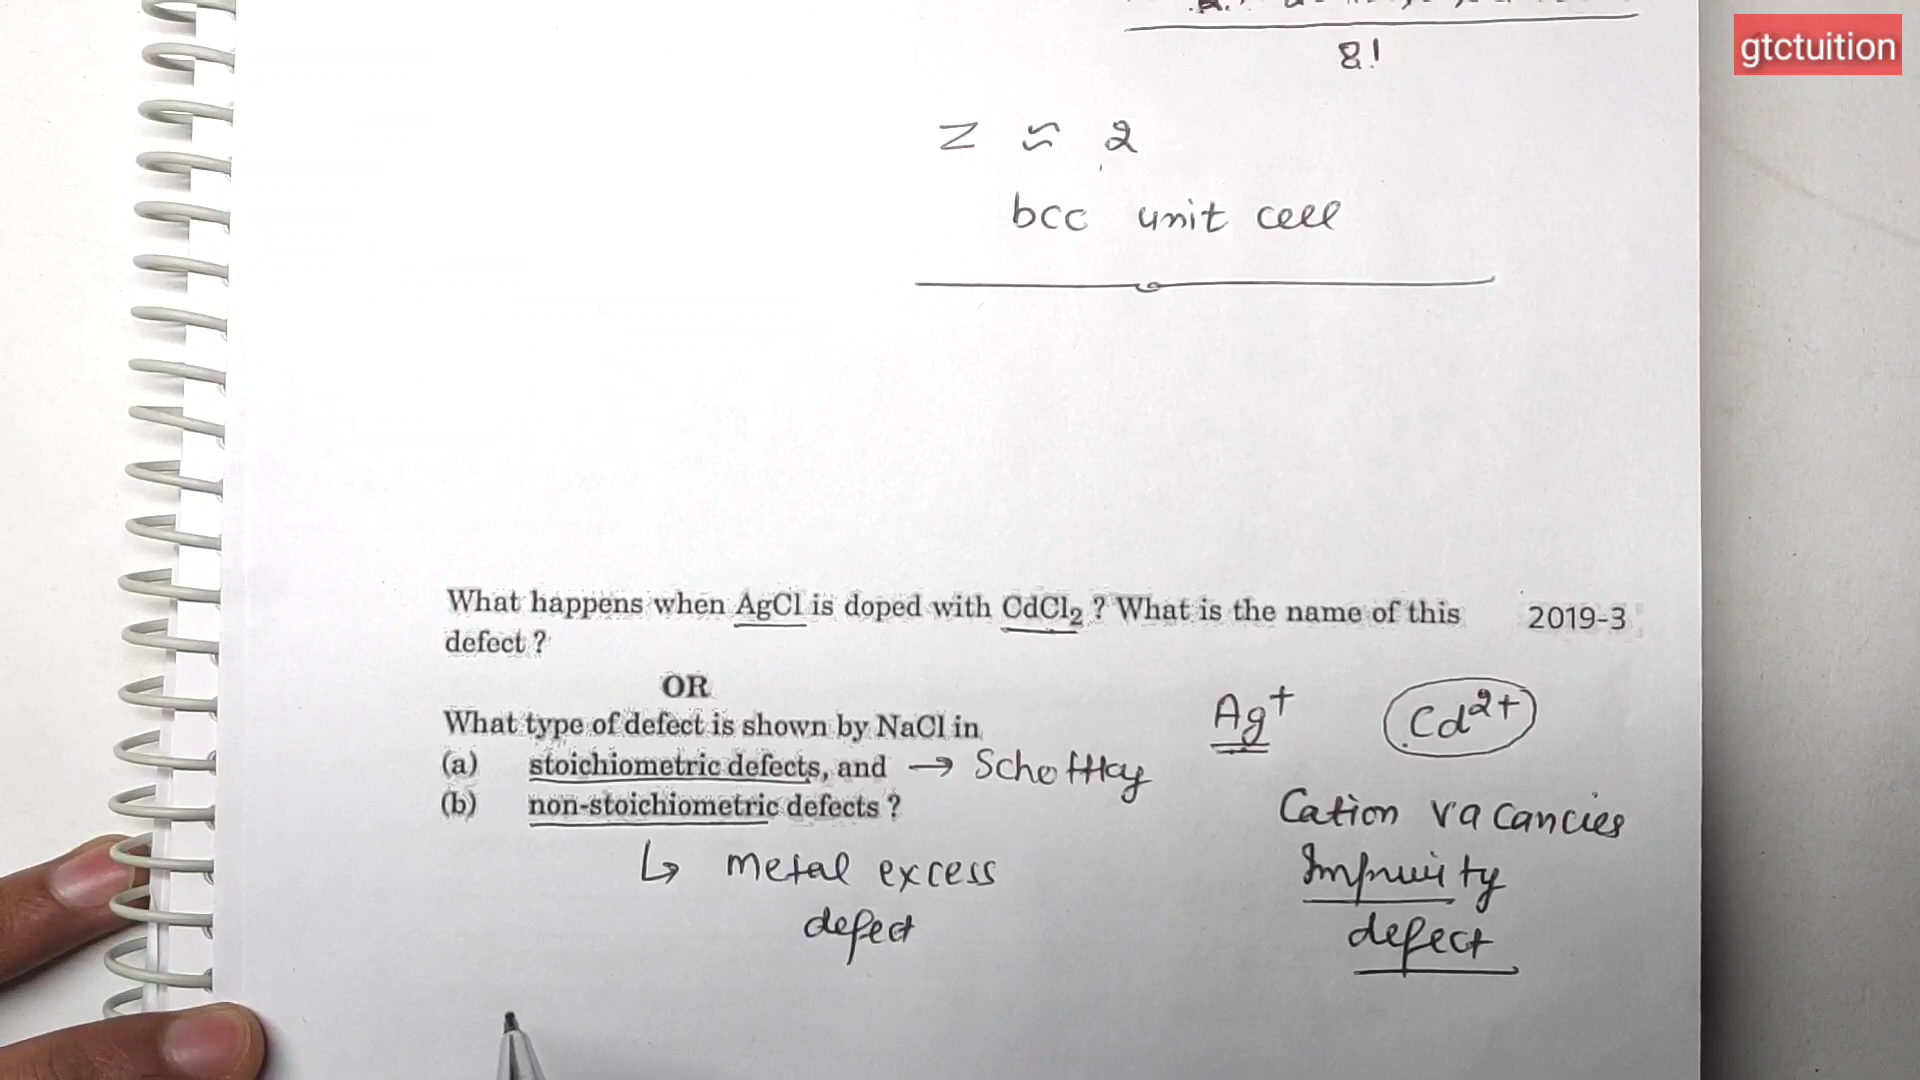 gtctuition
8!
Z ≈ 2
bcc unit cell
What happens when AgCl is doped with CdCl₂ ? What is the name of this
defect ?
2019-3
OR
What type of defect is shown by NaCl in
(a) stoichiometric defects, and → Schottky
(b) non-stoichiometric defects ?
↳ metal excess
defect
Ag⁺ Cd²⁺
Cation vacancies
Impurity
defect